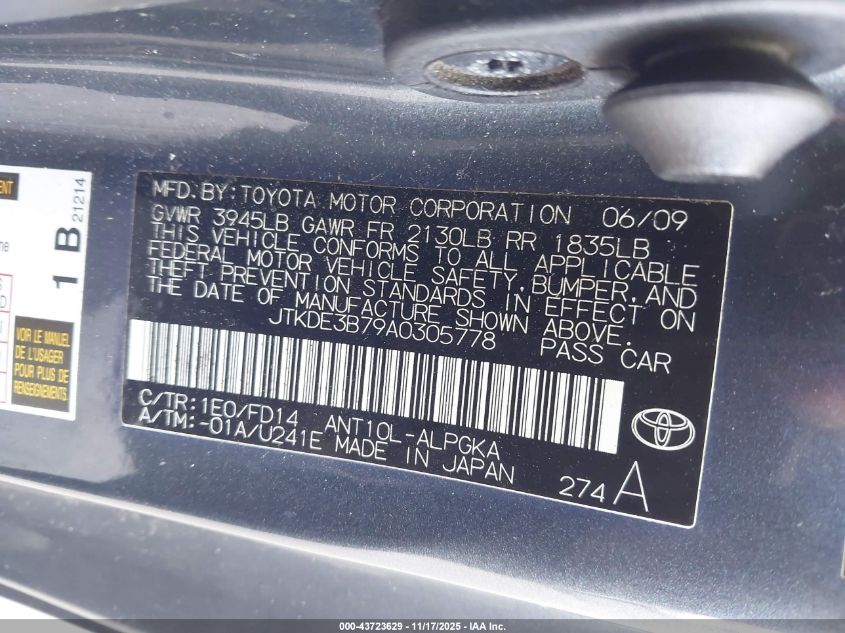 MFD. BY: TOYOTA MOTOR CORPORATION 06/09
GVWR 3945LB GAWR FR 2130LB RR 1835LB
THIS VEHICLE CONFORMS TO ALL APPLICABLE
FEDERAL MOTOR VEHICLE SAFETY, BUMPER, AND
THEFT PREVENTION STANDARDS IN EFFECT ON
THE DATE OF MANUFACTURE SHOWN ABOVE.
JTKDE3B79A0305778 PASS CAR
C/TR: 1E0/FD14 ANT10L-ALPGKA
A/TM: -01A/U241E MADE IN JAPAN
274 A
1 B
21214
VOIR LE MANUEL
DE L'USAGER
POUR PLUS DE
RENSEIGNEMENTS.
000-43723629 - 11/17/2025 - IAA Inc.